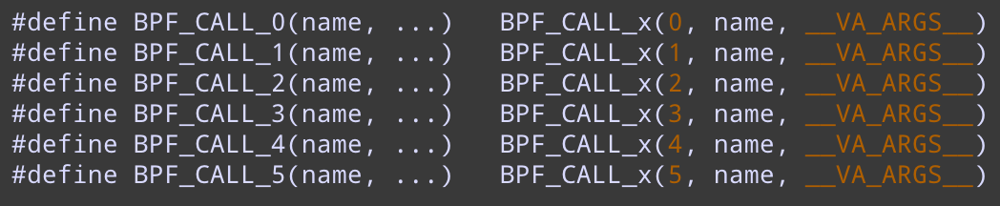 #define BPF_CALL_0(name, ...)   BPF_CALL_x(0, name, __VA_ARGS__)
#define BPF_CALL_1(name, ...)   BPF_CALL_x(1, name, __VA_ARGS__)
#define BPF_CALL_2(name, ...)   BPF_CALL_x(2, name, __VA_ARGS__)
#define BPF_CALL_3(name, ...)   BPF_CALL_x(3, name, __VA_ARGS__)
#define BPF_CALL_4(name, ...)   BPF_CALL_x(4, name, __VA_ARGS__)
#define BPF_CALL_5(name, ...)   BPF_CALL_x(5, name, __VA_ARGS__)